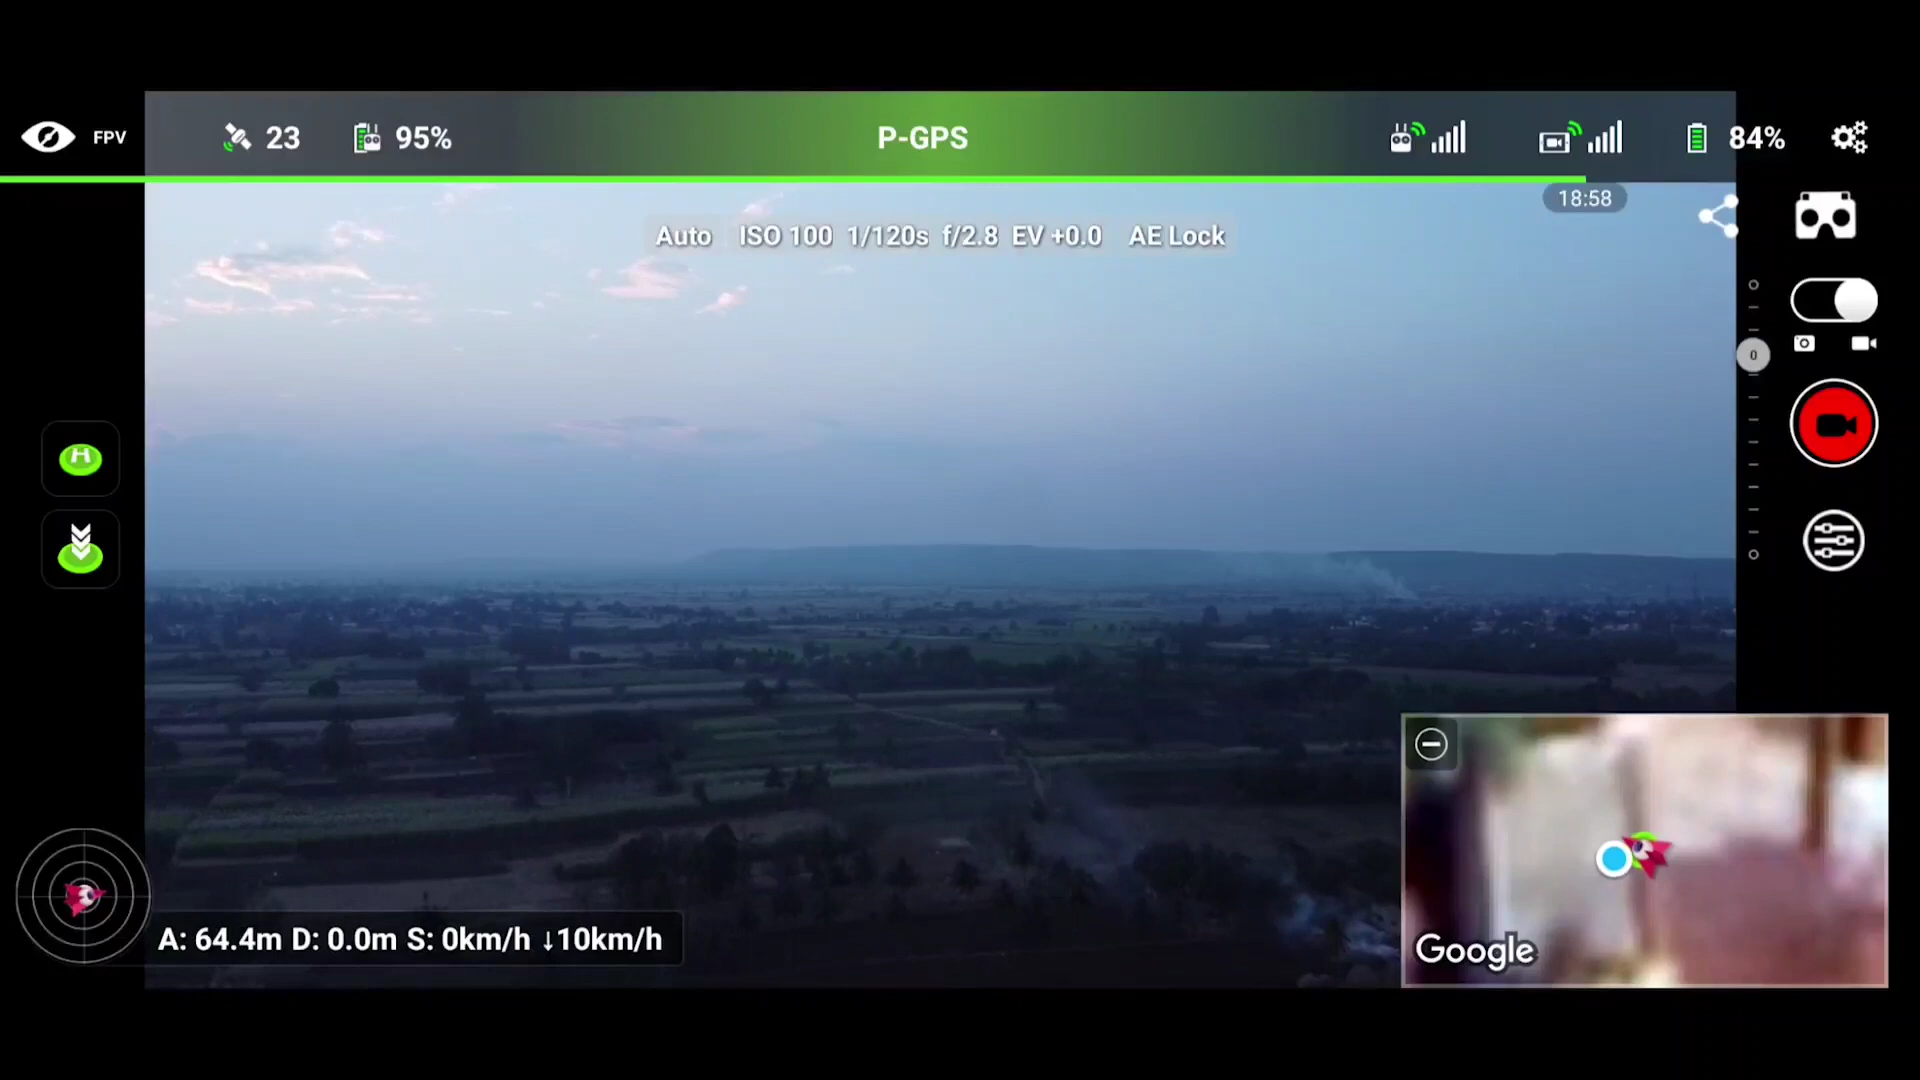 FPV 23 95% P-GPS 84%
18:58
Auto ISO 100 1/120s f/2.8 EV +0.0 AE Lock
0
H
A: 64.4m D: 0.0m S: 0km/h ↓10km/h
Google